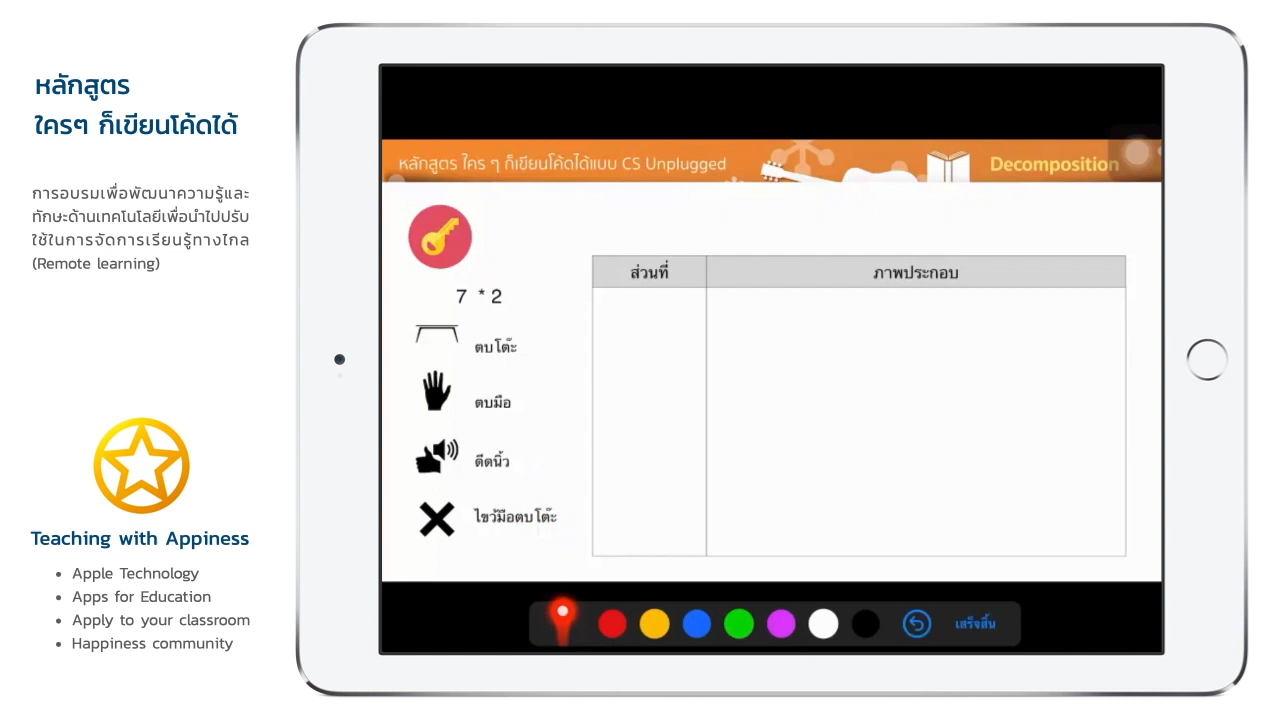 หลักสูตร
ใครๆ ก็เขียนโค้ดได้
การอบรมเพื่อพัฒนาความรู้และ
ทักษะด้านเทคโนโลยีเพื่อนำไปปรับ
ใช้ในการจัดการเรียนรู้ทางไกล
(Remote learning)
Teaching with Appiness
• Apple Technology
• Apps for Education
• Apply to your classroom
• Happiness community
หลักสูตร ใคร ๆ ก็เขียนโค้ดได้แบบ CS Unplugged
Decomposition
7 * 2
ตบโต๊ะ
ตบมือ
ดีดนิ้ว
ไขว้มือตบโต๊ะ
ส่วนที่ ภาพประกอบ
เสร็จสิ้น